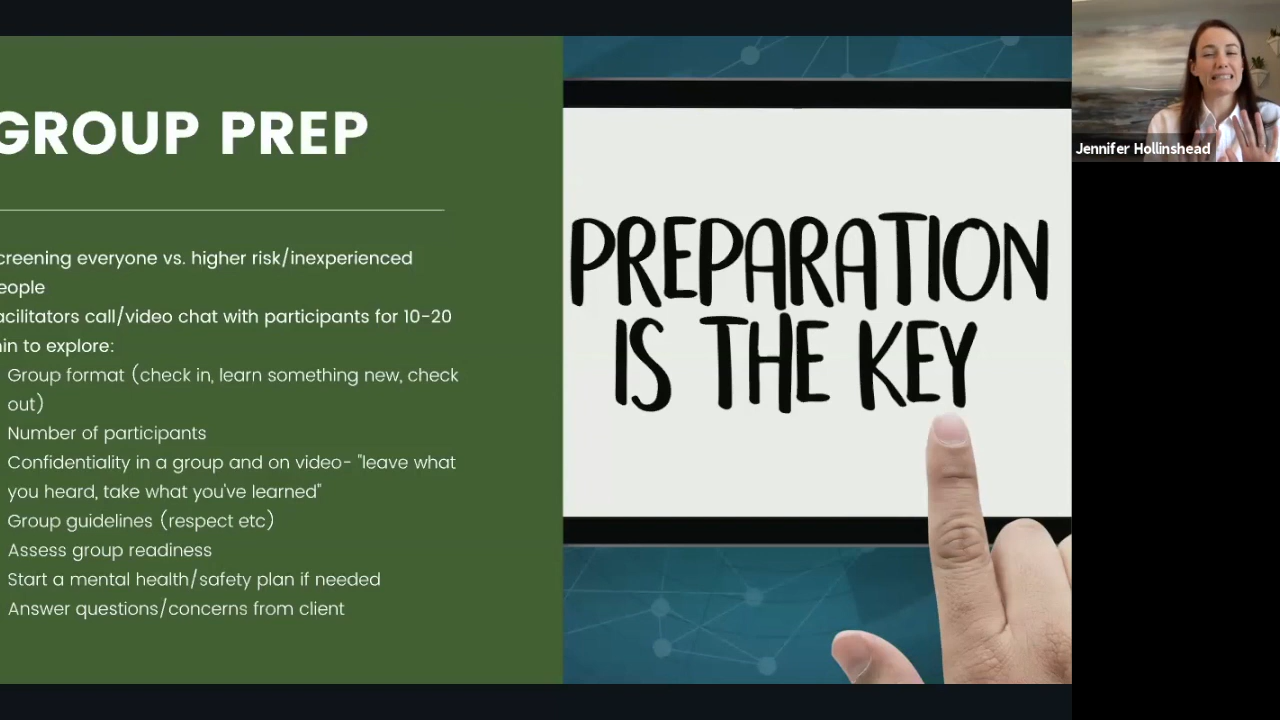 GROUP PREP
creening everyone vs. higher risk/inexperienced
eople
acilitators call/video chat with participants for 10-20
in to explore:
Group format (check in, learn something new, check
out)
Number of participants
Confidentiality in a group and on video- "leave what
you heard, take what you've learned"
Group guidelines (respect etc)
Assess group readiness
Start a mental health/safety plan if needed
Answer questions/concerns from client
PREPARATION
IS THE KEY
Jennifer Hollinshead